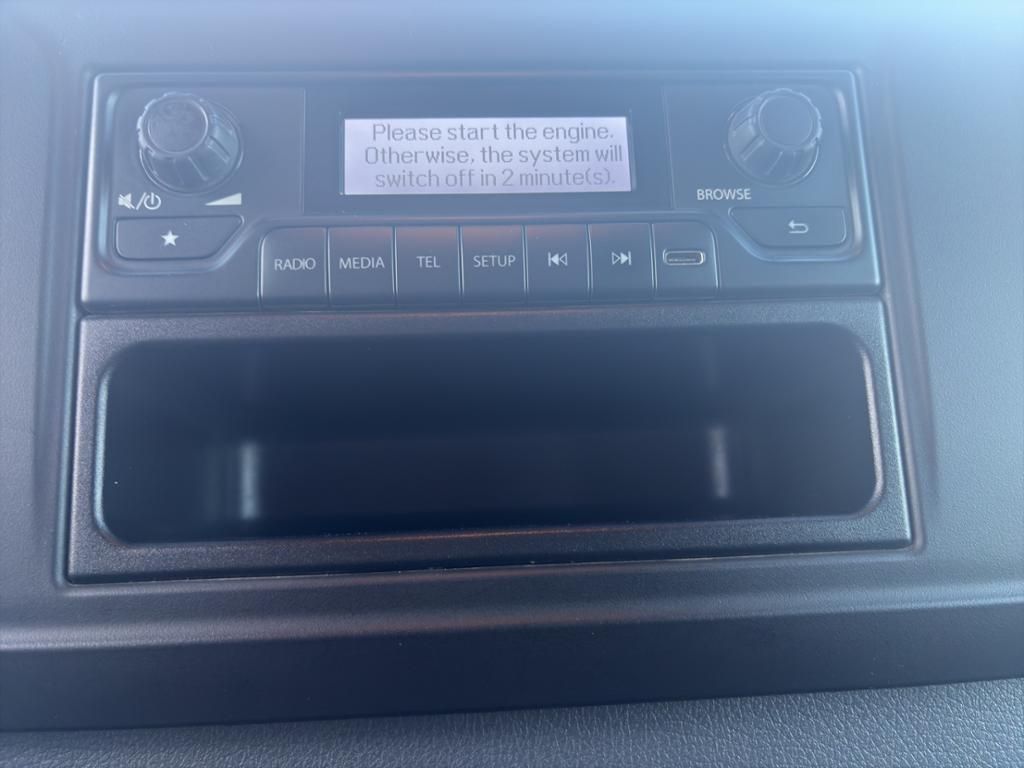 Please start the engine.
Otherwise, the system will
switch off in 2 minute(s).
BROWSE
RADIO
MEDIA
TEL
SETUP